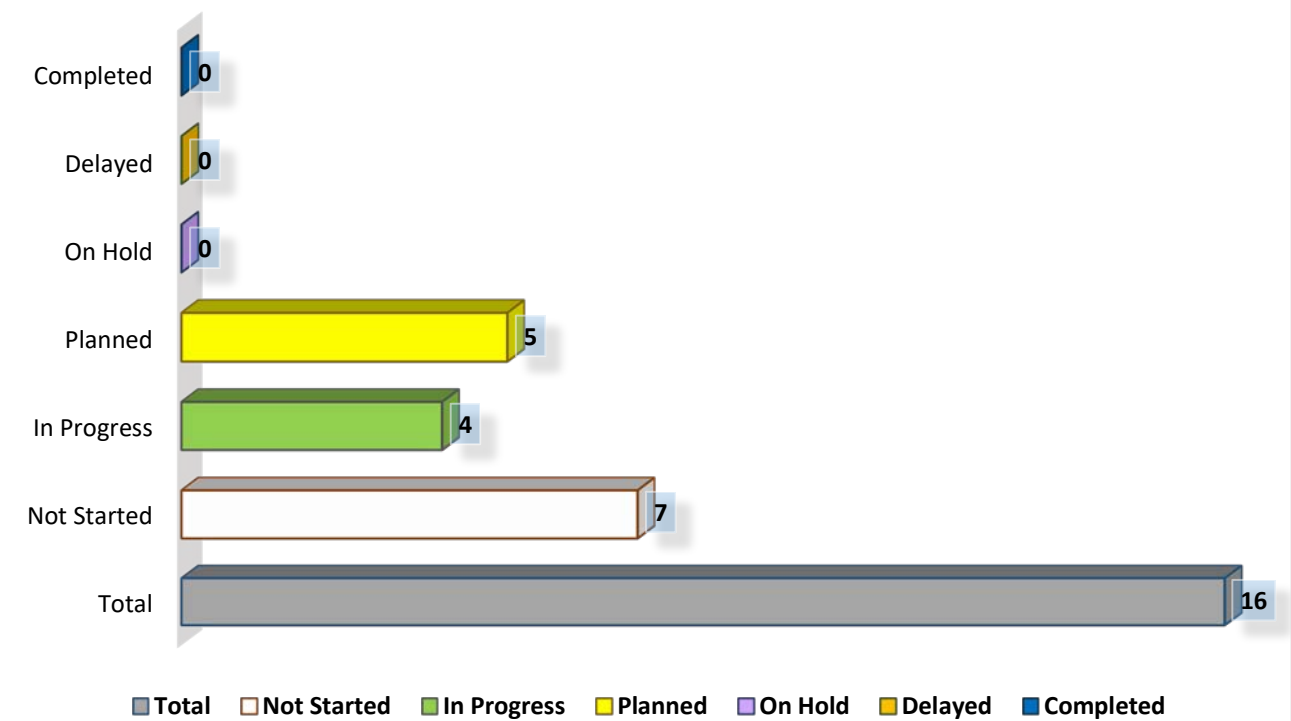 Completed 0
Delayed 0
On Hold 0
Planned 5
In Progress 4
Not Started 7
Total 16
Total Not Started In Progress Planned On Hold Delayed Completed